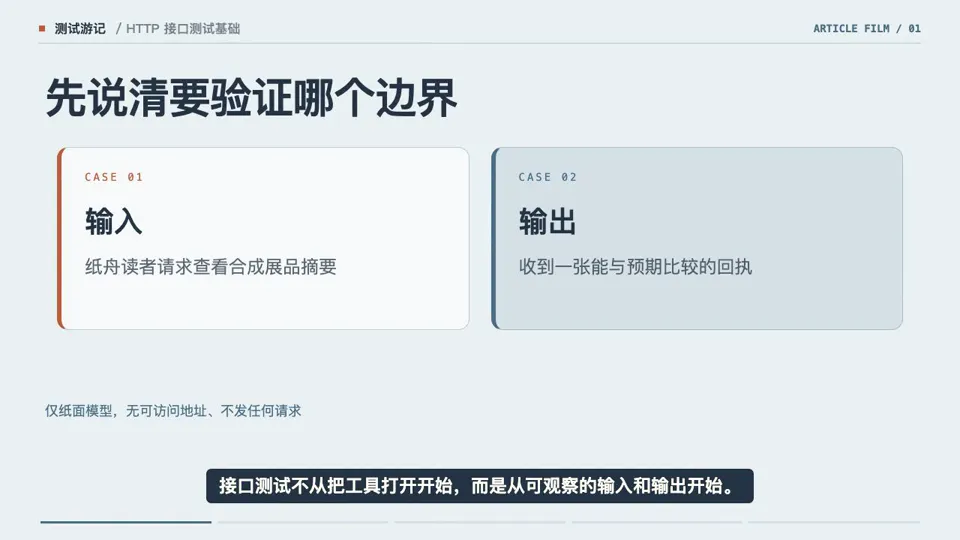 测试游记 / HTTP 接口测试基础
ARTICLE FILM / 01
先说清要验证哪个边界
CASE 01
输入
纸舟读者请求查看合成展品摘要
CASE 02
输出
收到一张能与预期比较的回执
仅纸面模型，无可访问地址、不发任何请求
接口测试不从把工具打开开始，而是从可观察的输入和输出开始。